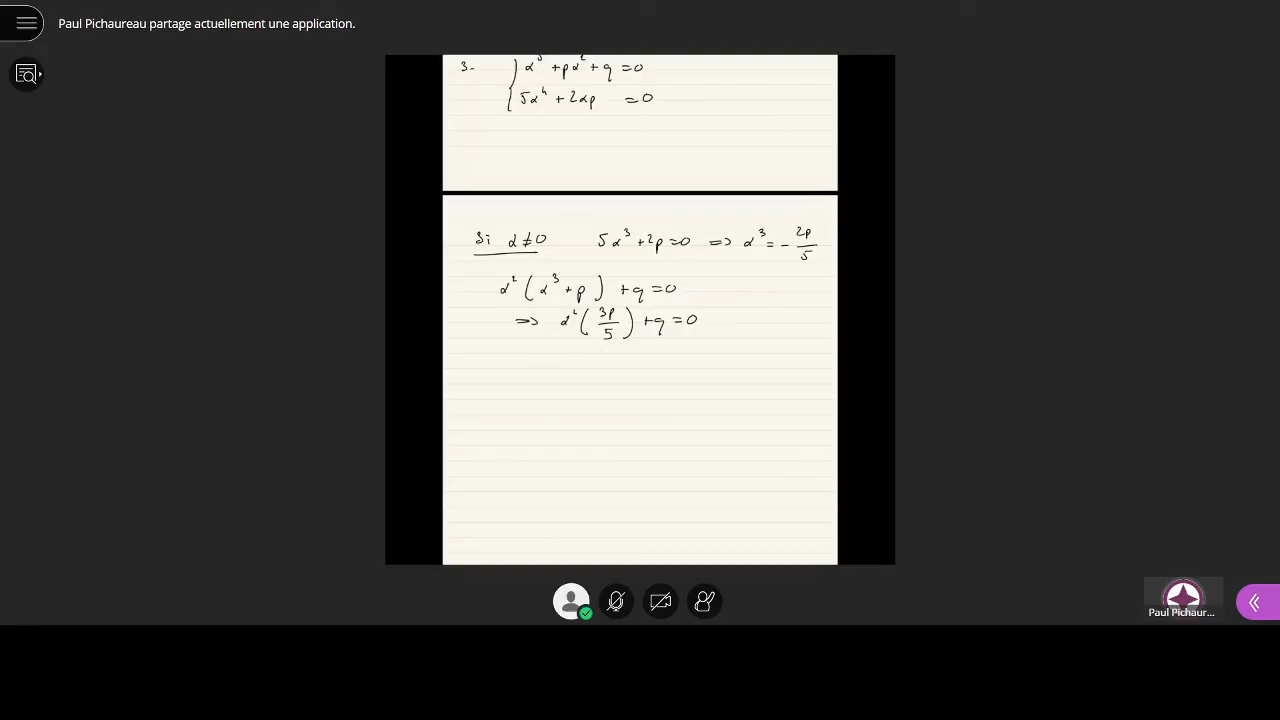 Paul Pichaureau partage actuellement une application.
3- { α⁵ + pα² + q = 0
5α⁴ + 2αp = 0
Si α ≠ 0 5α³ + 2p = 0 => α³ = - 2p/5
α² ( α³ + p ) + q = 0
=> α² ( 3p/5 ) + q = 0
Paul Pichaur...